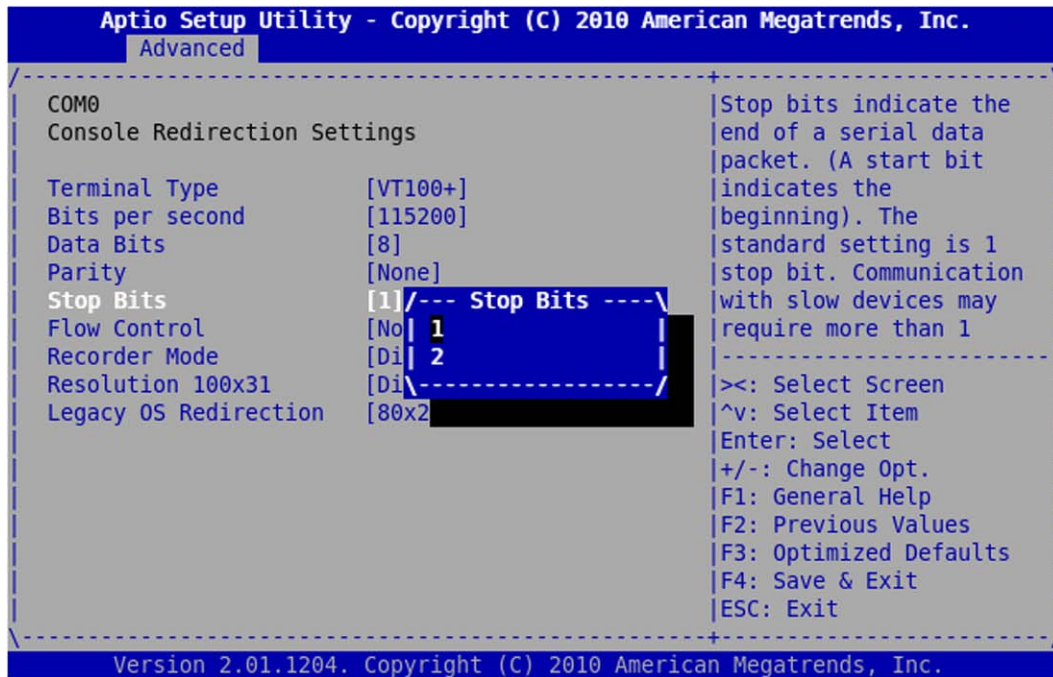 Aptio Setup Utility - Copyright (C) 2010 American Megatrends, Inc.
Advanced
COM0
Console Redirection Settings
Terminal Type [VT100+]
Bits per second [115200]
Data Bits [8]
Parity [None]
Stop Bits [1]
Flow Control [No
Recorder Mode [Di
Resolution 100x31 [Di
Legacy OS Redirection [80x2
/--- Stop Bits ----\
1
2
Stop bits indicate the
end of a serial data
packet. (A start bit
indicates the
beginning). The
standard setting is 1
stop bit. Communication
with slow devices may
require more than 1
><: Select Screen
^v: Select Item
Enter: Select
+/-: Change Opt.
F1: General Help
F2: Previous Values
F3: Optimized Defaults
F4: Save & Exit
ESC: Exit
Version 2.01.1204. Copyright (C) 2010 American Megatrends, Inc.